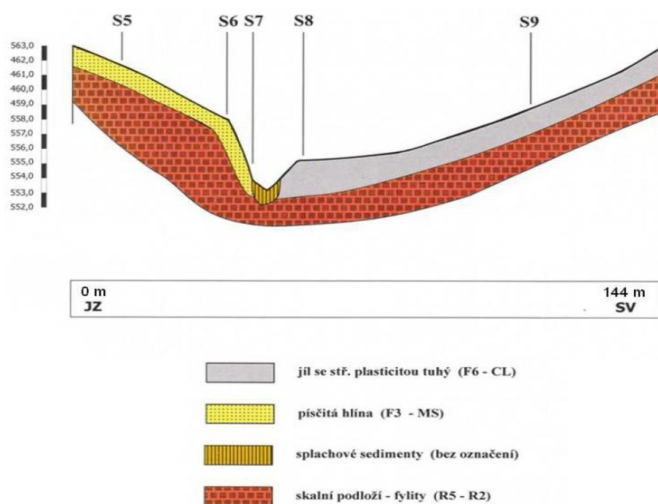 S5 S6 S7 S8 S9
563,0
462,0
461,0
460,0
459,0
558,0
557,0
556,0
555,0
554,0
553,0
552,0
0 m 144 m
JZ SV
jíl se stř. plasticitou tuhý (F6 - CL)
písčitá hlína (F3 - MS)
splachové sedimenty (bez označení)
skalní podloží - fylity (R5 - R2)